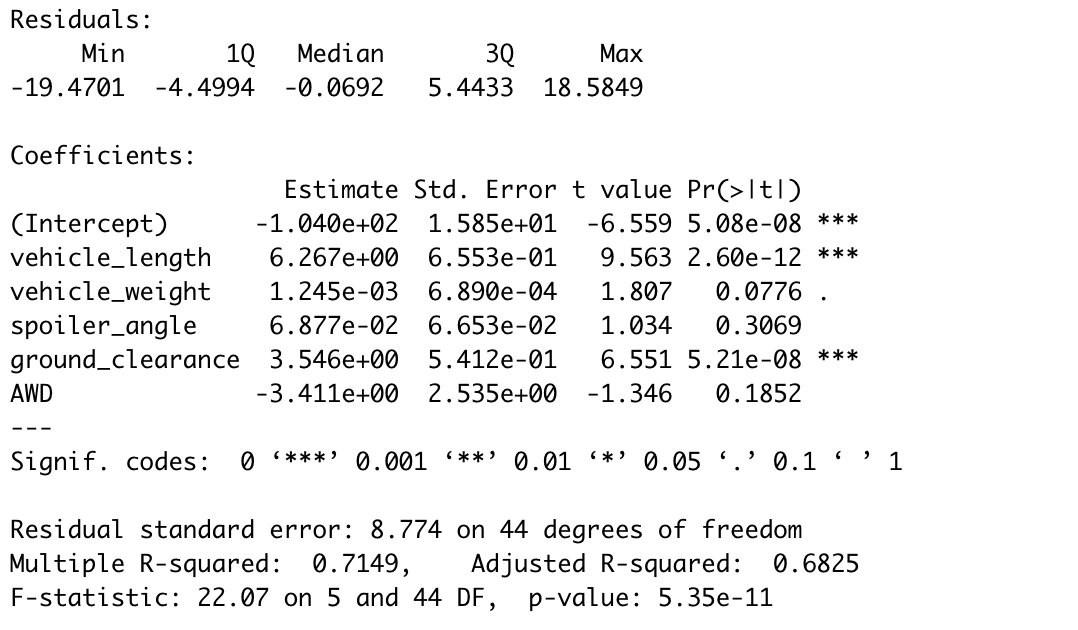 Residuals:
     Min       1Q   Median       3Q      Max
-19.4701  -4.4994  -0.0692   5.4433  18.5849
Coefficients:
                   Estimate Std. Error t value Pr(>|t|)
(Intercept)      -1.040e+02  1.585e+01  -6.559 5.08e-08 ***
vehicle_length    6.267e+00  6.553e-01   9.563 2.60e-12 ***
vehicle_weight    1.245e-03  6.890e-04   1.807   0.0776 .
spoiler_angle     6.877e-02  6.653e-02   1.034   0.3069
ground_clearance  3.546e+00  5.412e-01   6.551 5.21e-08 ***
AWD              -3.411e+00  2.535e+00  -1.346   0.1852
---
Signif. codes:  0 ‘***’ 0.001 ‘**’ 0.01 ‘*’ 0.05 ‘.’ 0.1 ‘ ’ 1
Residual standard error: 8.774 on 44 degrees of freedom
Multiple R-squared:  0.7149,    Adjusted R-squared:  0.6825
F-statistic: 22.07 on 5 and 44 DF,  p-value: 5.35e-11